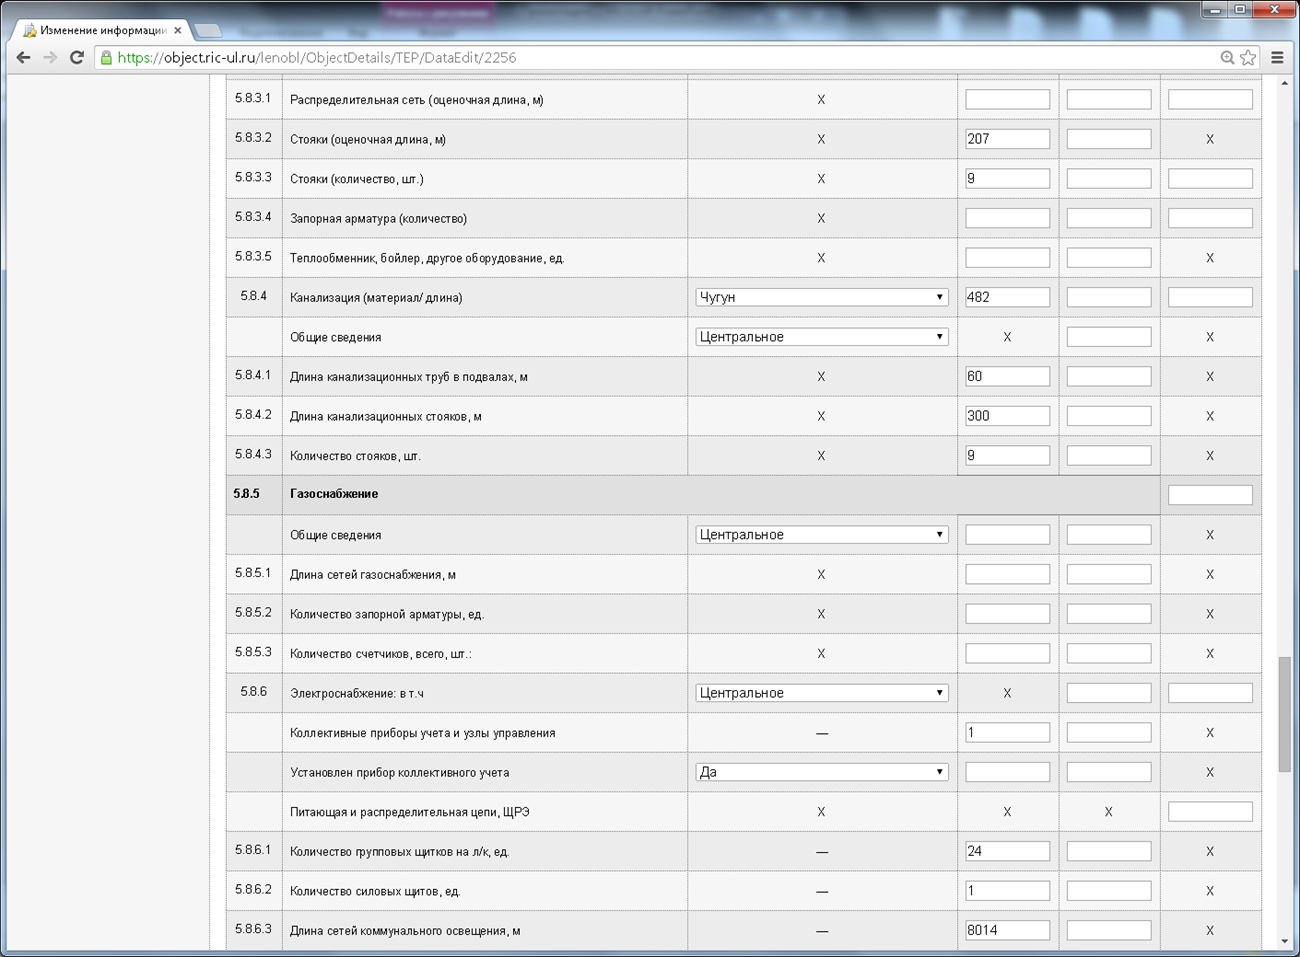 Изменение информации
https://object.ric-ul.ru/lenobl/ObjectDetails/TEP/DataEdit/2256
5.8.3.1 Распределительная сеть (оценочная длина, м) X
5.8.3.2 Стояки (оценочная длина, м) X 207 X
5.8.3.3 Стояки (количество, шт.) X 9
5.8.3.4 Запорная арматура (количество) X
5.8.3.5 Теплообменник, бойлер, другое оборудование, ед. X X
5.8.4 Канализация (материал/ длина) Чугун 482
Общие сведения Центральное X X
5.8.4.1 Длина канализационных труб в подвалах, м X 60 X
5.8.4.2 Длина канализационных стояков, м X 300 X
5.8.4.3 Количество стояков, шт. X 9 X
5.8.5 Газоснабжение
Общие сведения Центральное X
5.8.5.1 Длина сетей газоснабжения, м X X
5.8.5.2 Количество запорной арматуры, ед. X X
5.8.5.3 Количество счетчиков, всего, шт.: X X
5.8.6 Электроснабжение: в т.ч Центральное X
Коллективные приборы учета и узлы управления — 1 X
Установлен прибор коллективного учета Да X
Питающая и распределительная цепи, ЩРЭ X X X
5.8.6.1 Количество групповых щитков на л/к, ед. — 24 X
5.8.6.2 Количество силовых щитов, ед. — 1 X
5.8.6.3 Длина сетей коммунального освещения, м — 8014 X